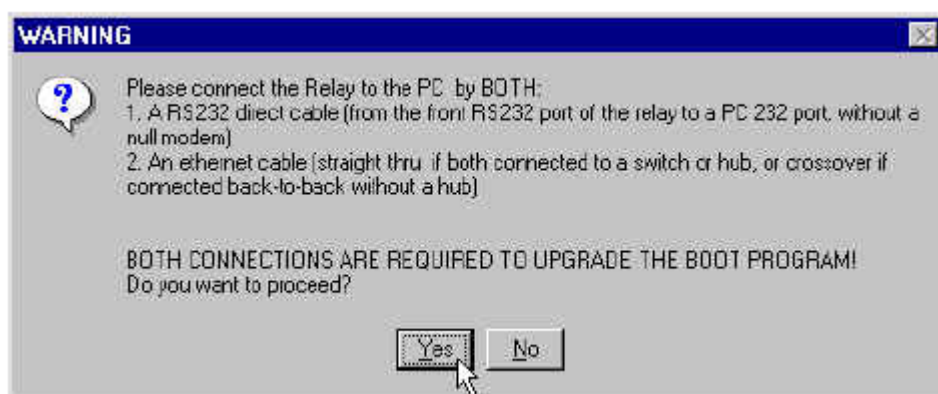 WARNING
Please connect the Relay to the PC by BOTH:
1. A RS232 direct cable (from the front RS232 port of the relay to a PC 232 port, without a
null modem)
2. An ethernet cable (straight thru if both connected to a switch or hub, or crossover if
connected back-to-back without a hub)
BOTH CONNECTIONS ARE REQUIRED TO UPGRADE THE BOOT PROGRAM!
Do you want to proceed?
Yes No